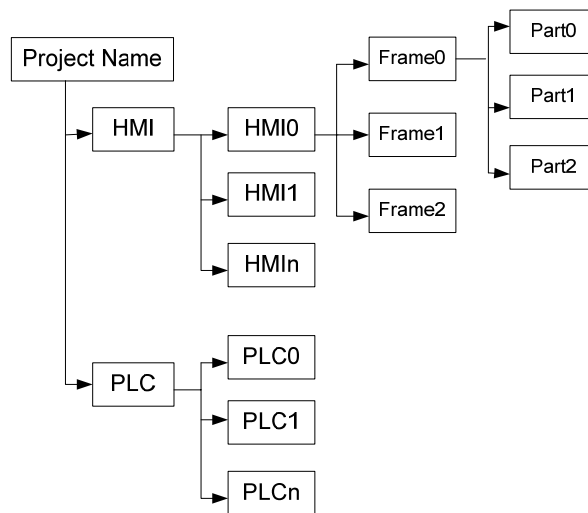 Project Name
HMI
HMI0
Frame0
Part0
Part1
Part2
Frame1
Frame2
HMI1
HMIn
PLC
PLC0
PLC1
PLCn